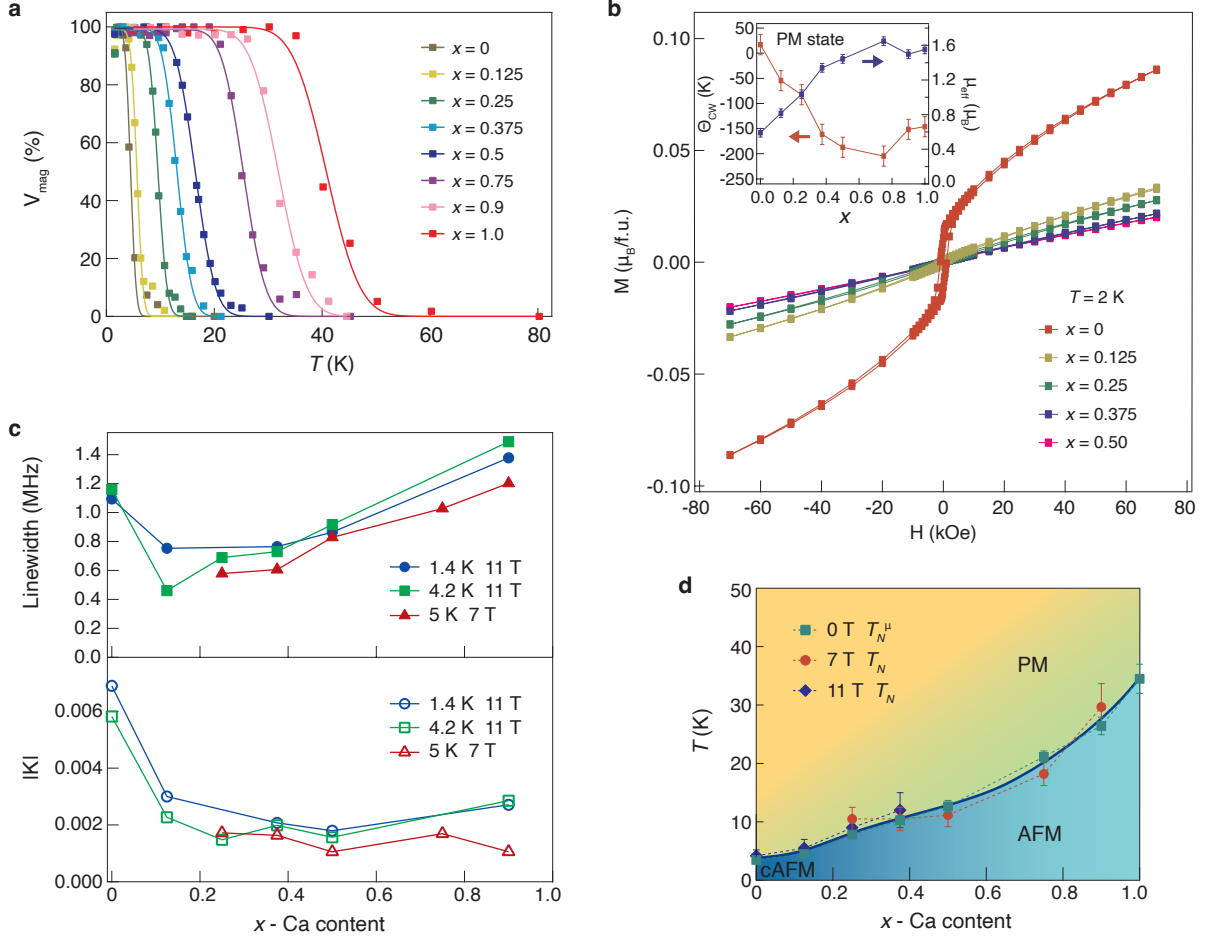 a
100
80
60
40
20
0
V_mag (%)
0
20
40
60
80
T (K)
x = 0
x = 0.125
x = 0.25
x = 0.375
x = 0.5
x = 0.75
x = 0.9
x = 1.0
b
0.10
0.05
0.00
-0.05
-0.10
M (μ_B/f.u.)
-80
-60
-40
-20
0
20
40
60
80
H (kOe)
50
0
-50
-100
-150
-200
-250
Θ_CW (K)
PM state
1.6
1.2
0.8
0.4
0.0
μ_eff (μ_B)
0.0 0.2 0.4 0.6 0.8 1.0
x
T = 2 K
x = 0
x = 0.125
x = 0.25
x = 0.375
x = 0.50
c
1.4
1.2
1.0
0.8
0.6
0.4
0.2
0.0
Linewidth (MHz)
1.4 K 11 T
4.2 K 11 T
5 K 7 T
0.006
0.004
0.002
0.000
IKI
1.4 K 11 T
4.2 K 11 T
5 K 7 T
0.0
0.2
0.4
0.6
0.8
1.0
x - Ca content
d
50
40
30
20
10
0
T (K)
0 T T_N^μ
7 T T_N
11 T T_N
PM
AFM
cAFM
0.0
0.2
0.4
0.6
0.8
1.0
x - Ca content